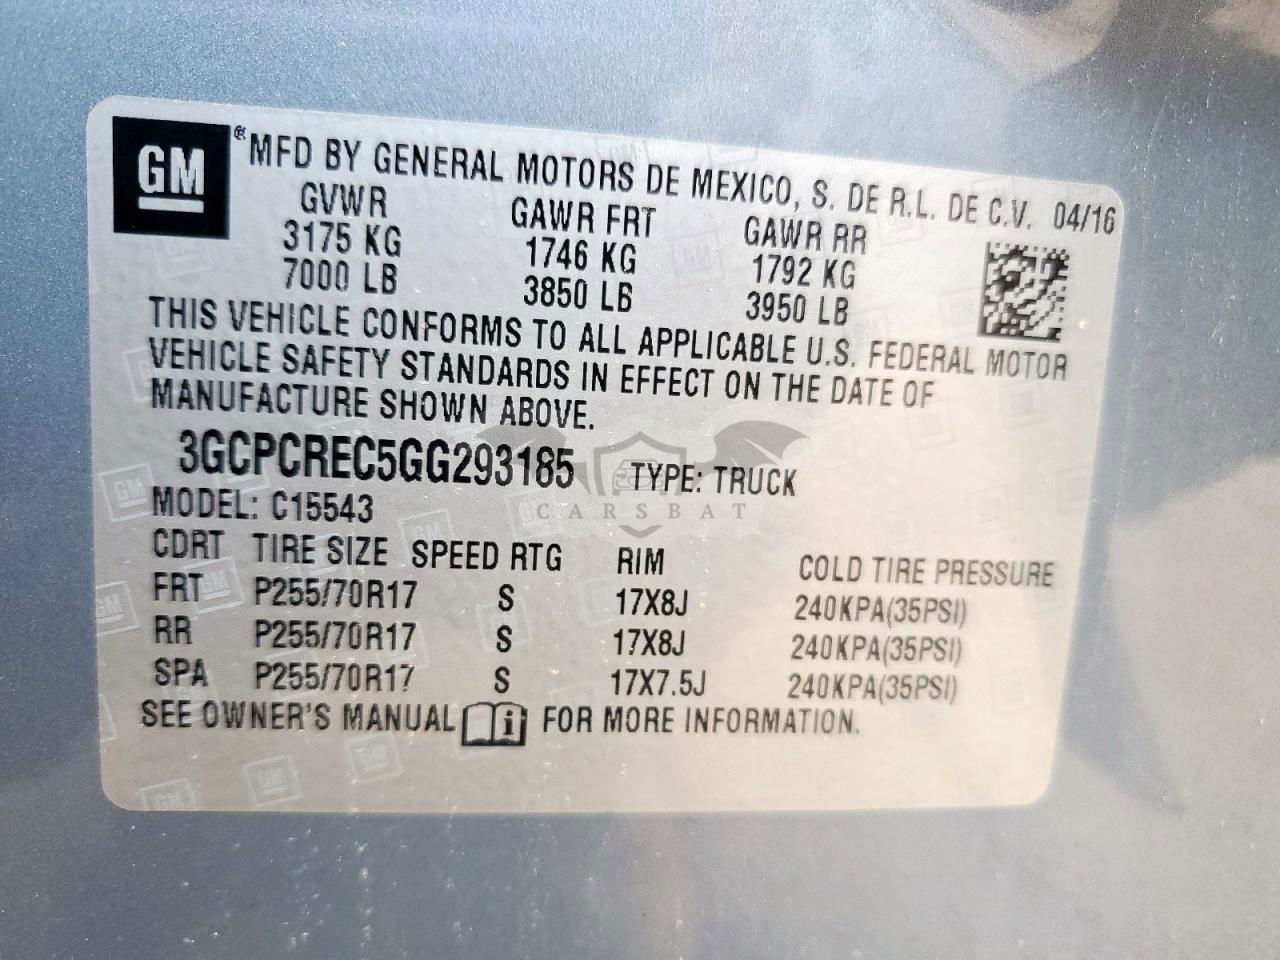 GM ® MFD BY GENERAL MOTORS DE MEXICO, S. DE R.L. DE C.V. 04/16
GVWR GAWR FRT GAWR RR
3175 KG 1746 KG 1792 KG
7000 LB 3850 LB 3950 LB
THIS VEHICLE CONFORMS TO ALL APPLICABLE U.S. FEDERAL MOTOR
VEHICLE SAFETY STANDARDS IN EFFECT ON THE DATE OF
MANUFACTURE SHOWN ABOVE.
3GCPCREC5GG293185 TYPE: TRUCK
MODEL: C15543
CARSBAT
CDRT TIRE SIZE SPEED RTG RIM COLD TIRE PRESSURE
FRT P255/70R17 S 17X8J 240KPA(35PSI)
RR P255/70R17 S 17X8J 240KPA(35PSI)
SPA P255/70R17 S 17X7.5J 240KPA(35PSI)
SEE OWNER'S MANUAL i FOR MORE INFORMATION.